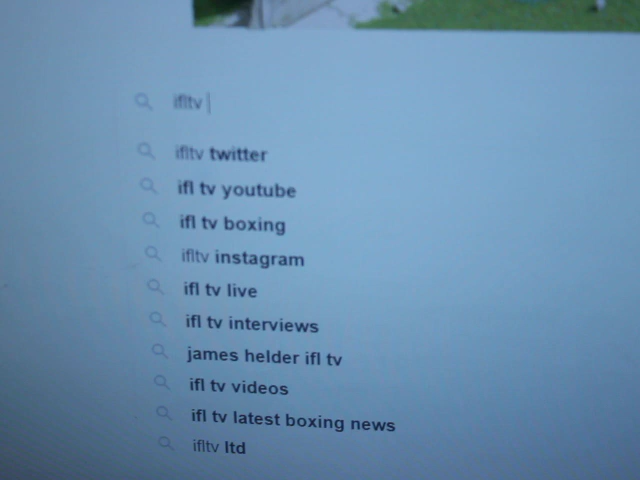 ifltv
ifltv twitter
ifl tv youtube
ifl tv boxing
ifltv instagram
ifl tv live
ifl tv interviews
james helder ifl tv
ifl tv videos
ifl tv latest boxing news
ifltv ltd